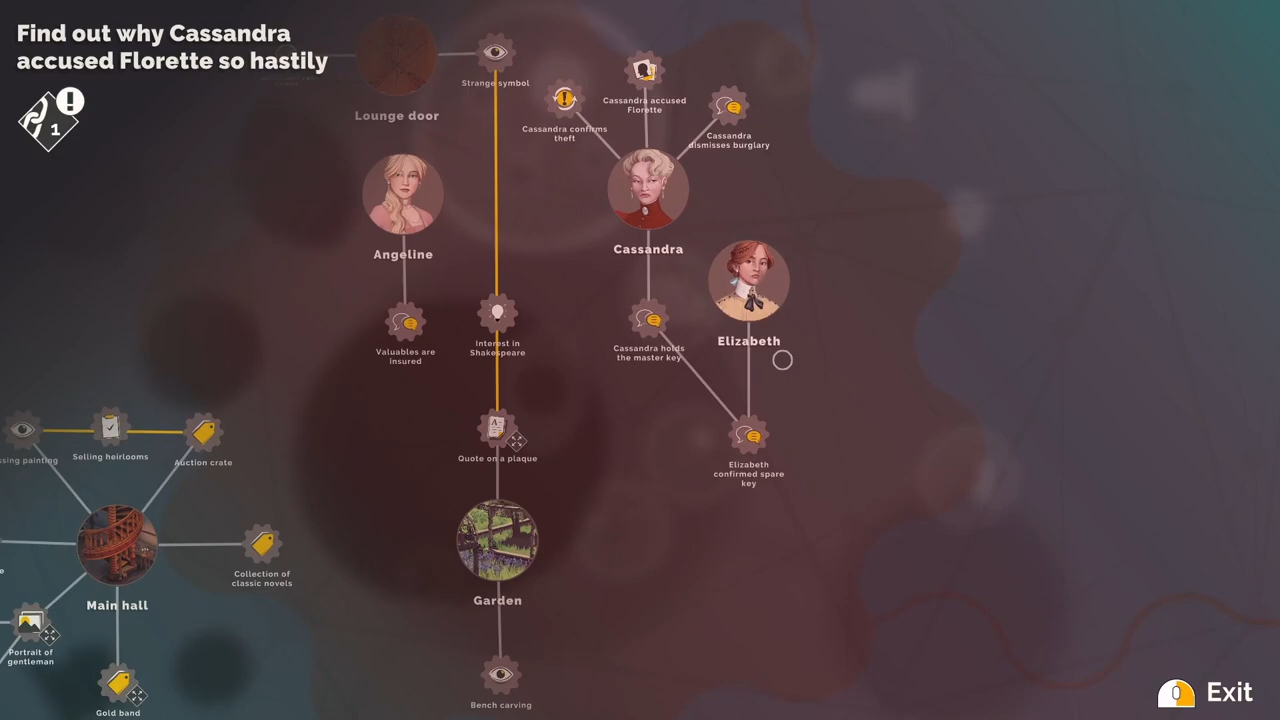 Find out why Cassandra
accused Florette so hastily
1
Lounge door
Strange symbol
Cassandra confirms
theft
Cassandra accused
Florette
Cassandra
dismisses burglary
Angeline
Cassandra
Elizabeth
Valuables are
insured
Interest in
Shakespeare
Cassandra holds
the master key
Quote on a plaque
Elizabeth
confirmed spare
key
painting
Selling heirlooms
Auction crate
Garden
Main hall
Collection of
classic novels
Portrait of
gentleman
Gold band
Bench carving
Exit